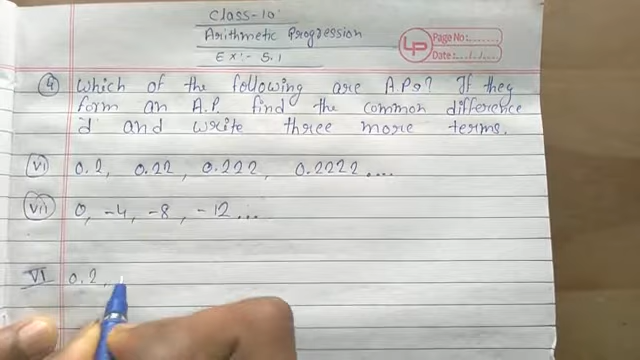 Class-10
Arithmetic Progression
Ex:- 5.1
LP Page No:.......
Date: .../.../...
(4) Which of the following are A.Ps? If they
form an A.P. find the common difference
'd' and write three more terms.
(vi) 0.2, 0.22, 0.222, 0.2222....
(vii) 0, -4, -8, -12...
VI 0.2,